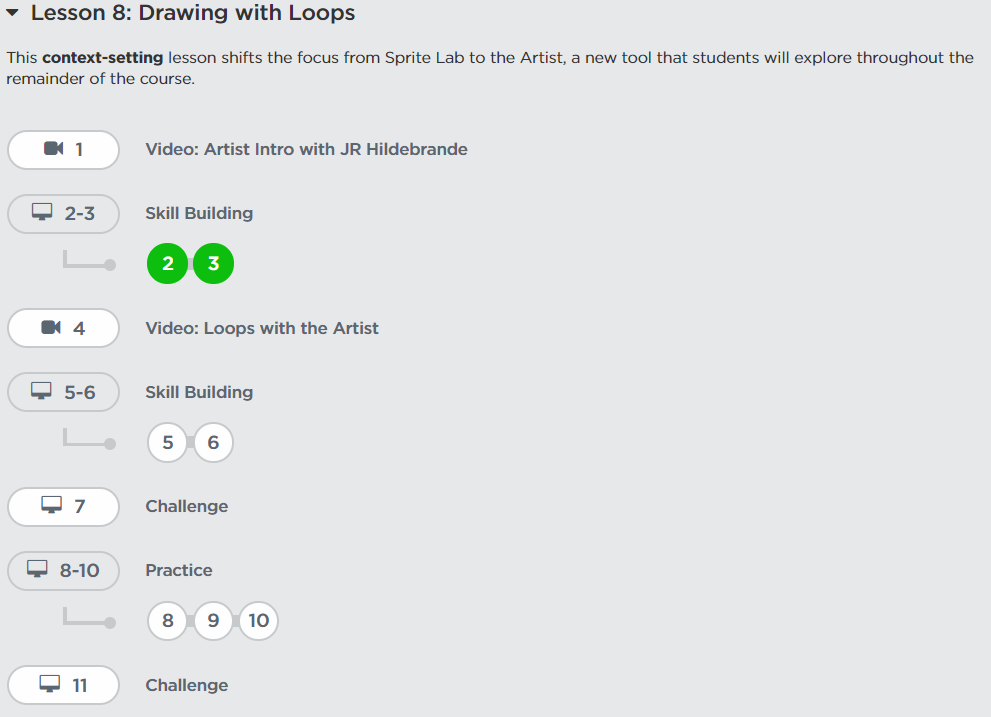 Lesson 8: Drawing with Loops
This context-setting lesson shifts the focus from Sprite Lab to the Artist, a new tool that students will explore throughout the
remainder of the course.
1 Video: Artist Intro with JR Hildebrande
2-3 Skill Building
2 3
4 Video: Loops with the Artist
5-6 Skill Building
5 6
7 Challenge
8-10 Practice
8 9 10
11 Challenge